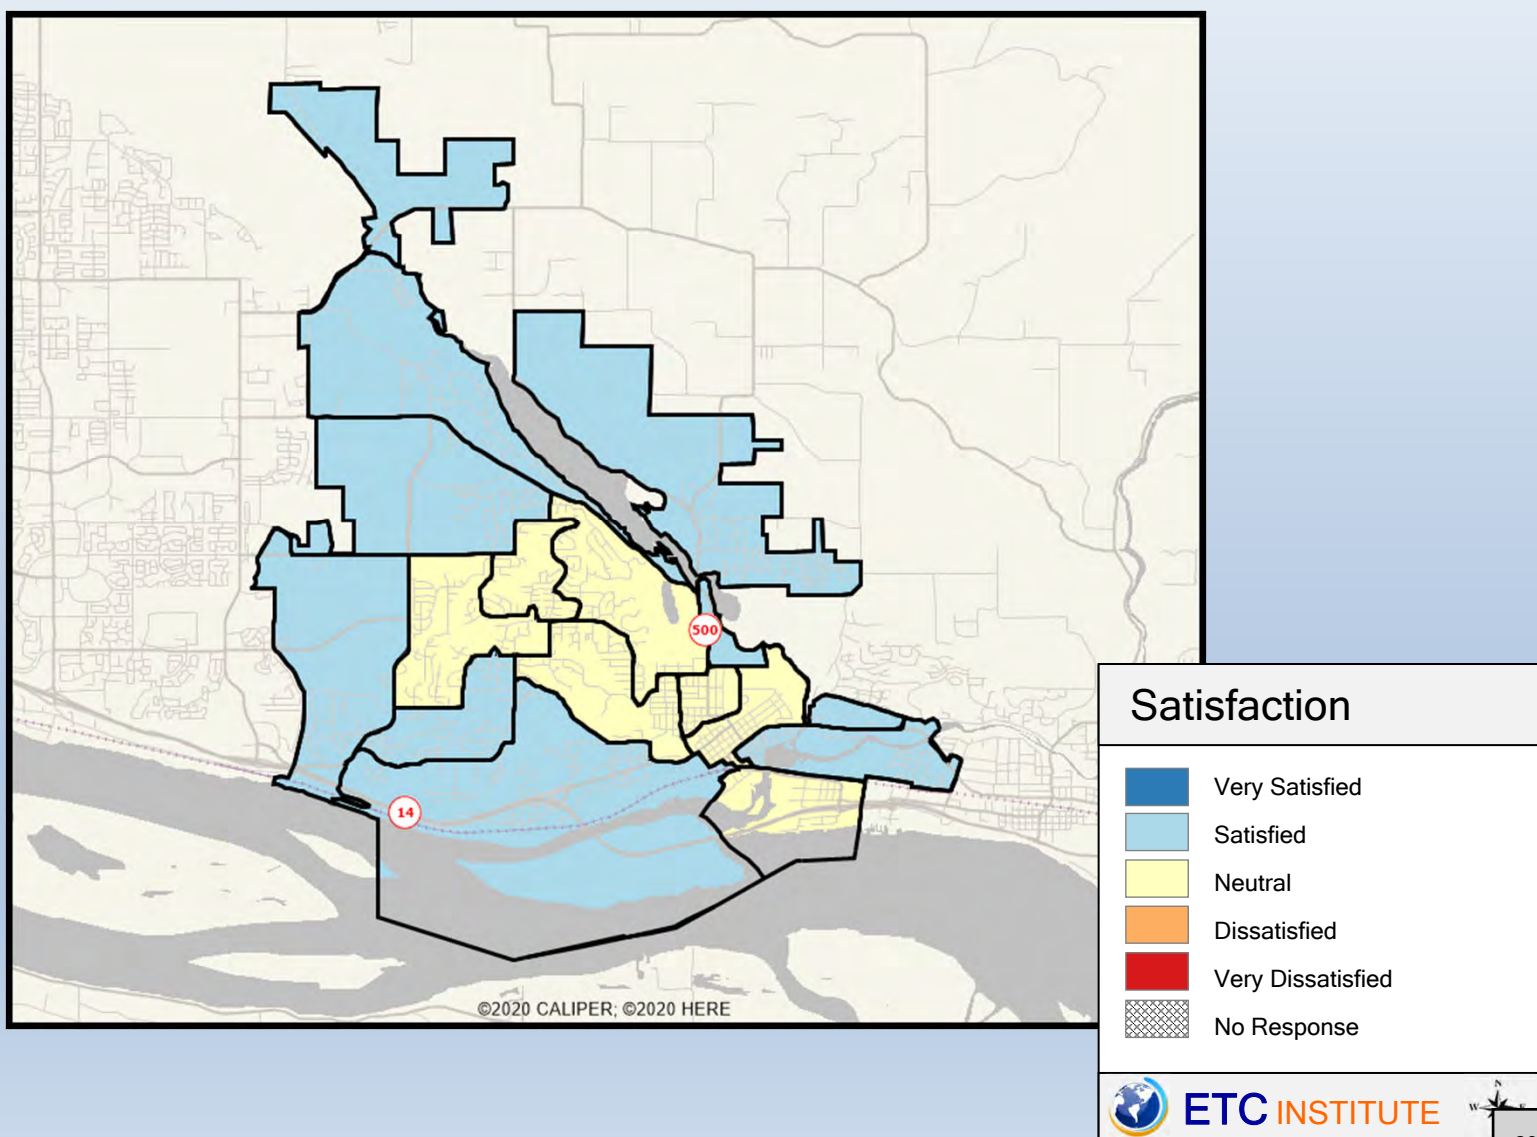 500
14
©2020 CALIPER; ©2020 HERE
Satisfaction
Very Satisfied
Satisfied
Neutral
Dissatisfied
Very Dissatisfied
No Response
ETC INSTITUTE
N
W
E